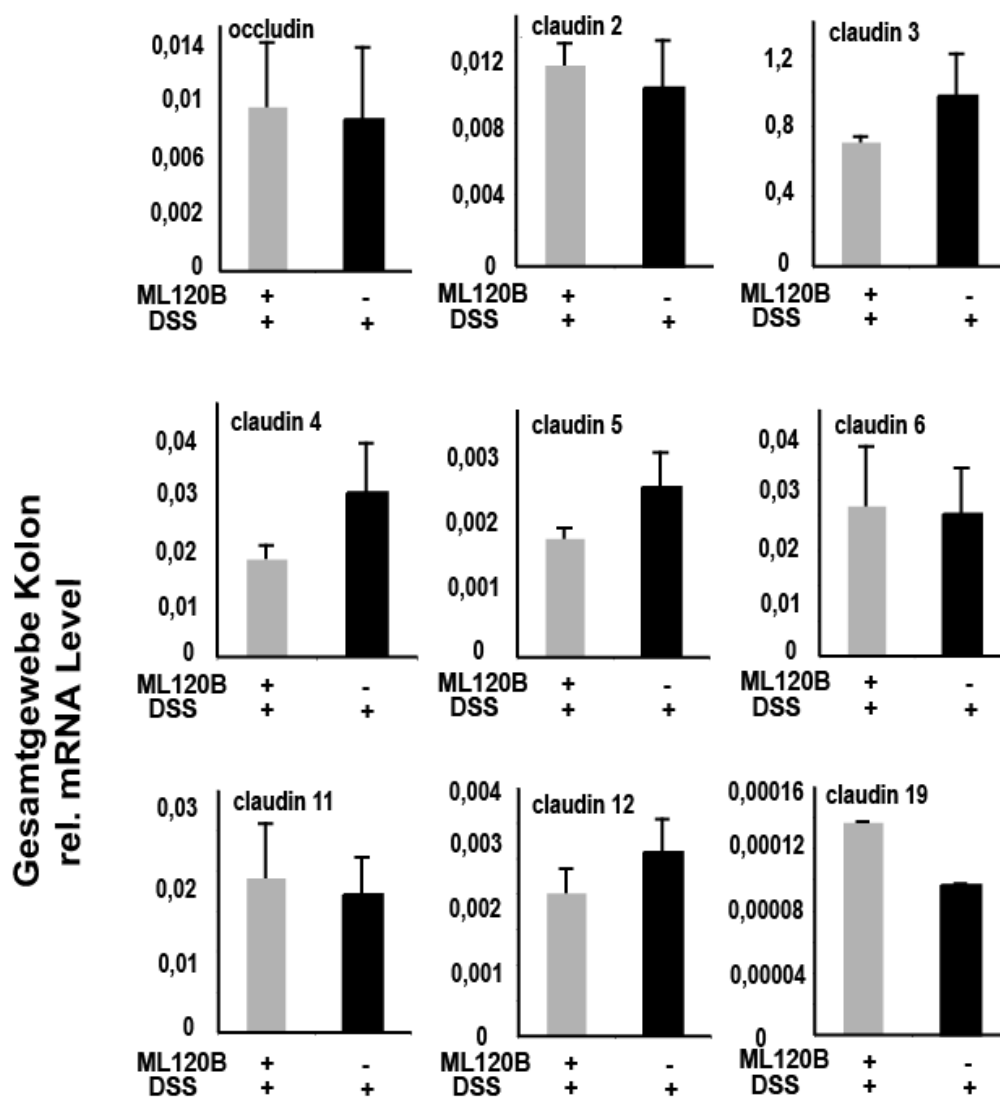 Gesamtgewebe Kolon
rel. mRNA Level
occludin
0,014
0,01
0,006
0,002
0
ML120B + -
DSS + +
claudin 2
0,012
0,008
0,004
0
ML120B + -
DSS + +
claudin 3
1,2
0,8
0,4
0
ML120B + -
DSS + +
claudin 4
0,04
0,03
0,02
0,01
0
ML120B + -
DSS + +
claudin 5
0,003
0,002
0,001
0
ML120B + -
DSS + +
claudin 6
0,04
0,03
0,02
0,01
0
ML120B + -
DSS + +
claudin 11
0,03
0,02
0,01
0
ML120B + -
DSS + +
claudin 12
0,004
0,003
0,002
0,001
0
ML120B + -
DSS + +
claudin 19
0,00016
0,00012
0,00008
0,00004
0
ML120B + -
DSS + +